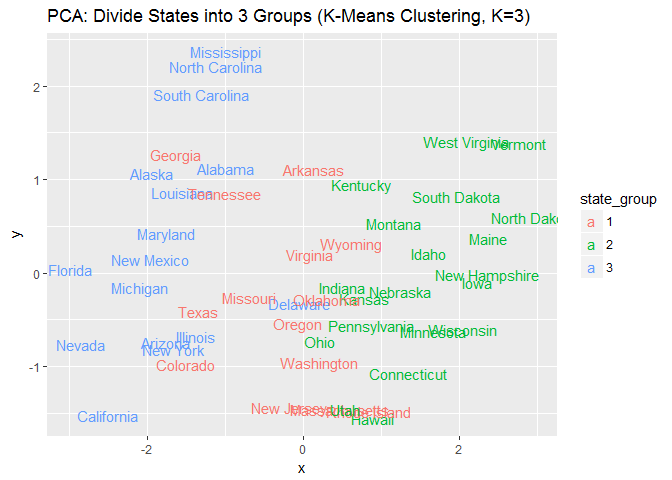 PCA: Divide States into 3 Groups (K-Means Clustering, K=3)
Mississippi
North Carolina
South Carolina
West Virginia
Vermont
Georgia
Alaska
Alabama
Arkansas
Kentucky
Louisiana
Tennessee
South Dakota
Montana
North Dako
Maryland
Wyoming
Maine
Virginia
Idaho
New Mexico
Florida
New Hampshire
Michigan
Indiana
Iowa
Nebraska
Missouri
Oklahoma
Kansas
Delaware
Texas
Oregon
Pennsylvania
Wisconsin
Minnesota
Illinois
Nevada
Arizona
New York
Ohio
Colorado
Washington
Connecticut
California
New Jersey
Massachusetts
Utah
Rhode Island
Hawaii
2
1
0
-1
-2
0
2
x
y
state_group
a 1
a 2
a 3